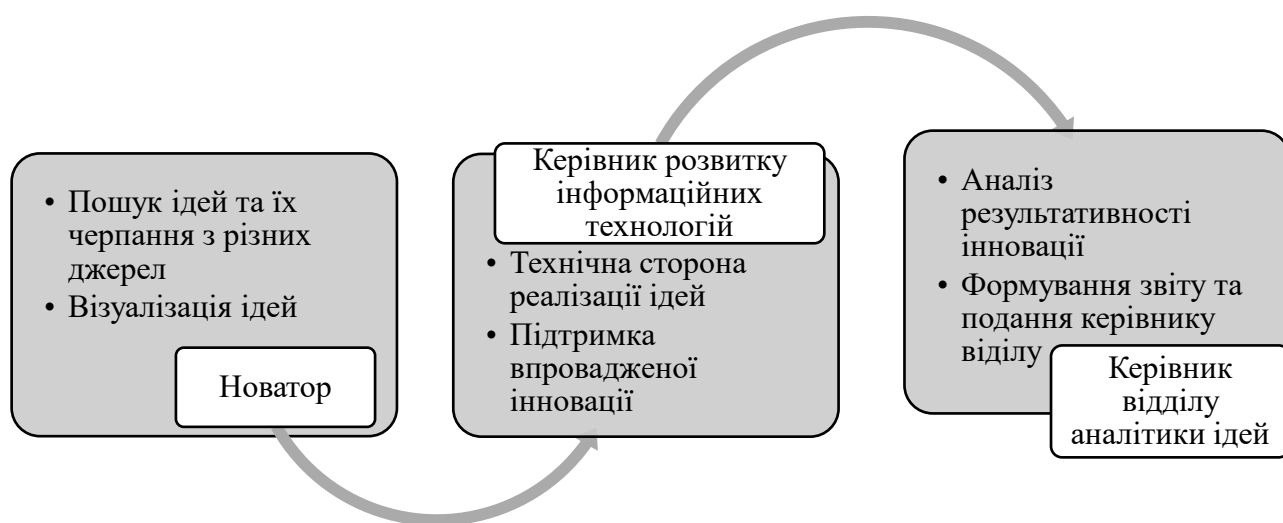 • Пошук ідей та їх
черпання з різних
джерел
• Візуалізація ідей
Новатор
Керівник розвитку
інформаційних
технологій
• Технічна сторона
реалізації ідей
• Підтримка
впровадженої
інновації
• Аналіз
результативності
інновації
• Формування звіту та
подання керівнику
віділу
Керівник
відділу
аналітики ідей